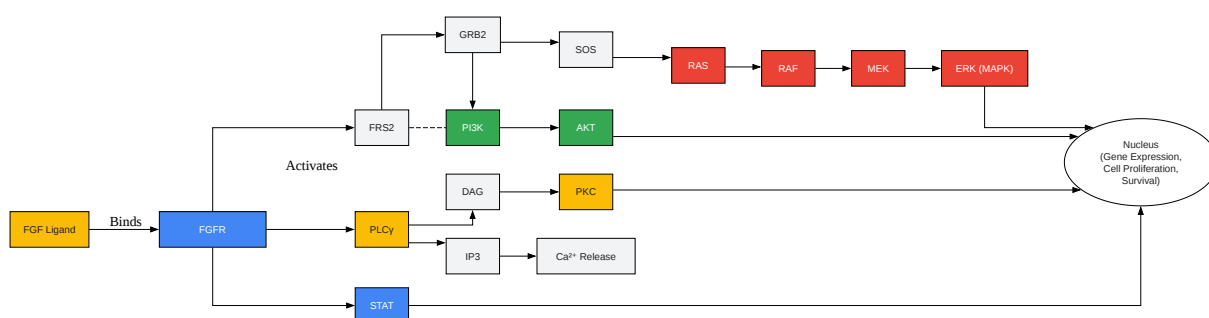 GRB2
SOS
RAS
RAF
MEK
ERK (MAPK)
FRS2
PI3K
AKT
Nucleus
(Gene Expression,
Cell Proliferation,
Survival)
Activates
DAG
PKC
FGF Ligand
Binds
FGFR
PLCγ
IP3
Ca²⁺ Release
STAT